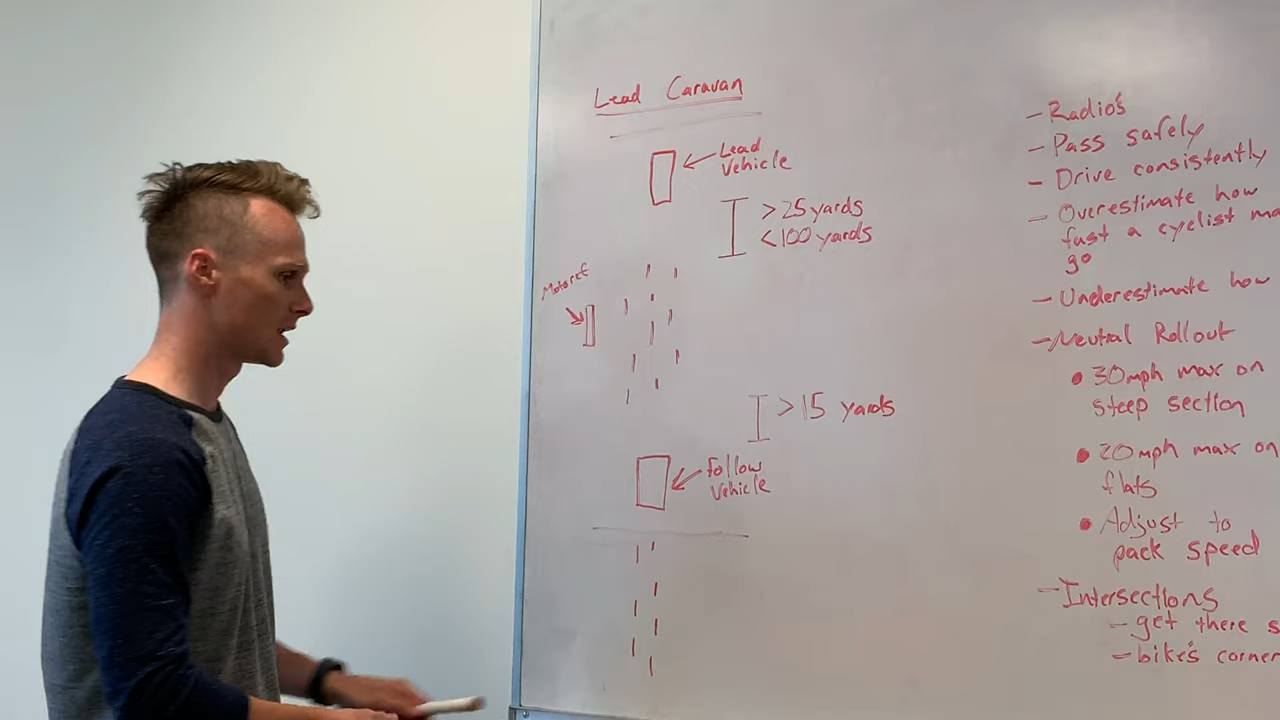 Lead Caravan
Lead
Vehicle
>25 yards
<100 yards
Motoref
>15 yards
Follow
Vehicle
- Radio's
- Pass safely
- Drive consistently
- Overestimate how
fast a cyclist
go
- Underestimate how
- Neutral Rollout
• 30mph max on
steep section
• 20mph max on
flats
• Adjust to
pack speed
- Intersections
- get there
- bike's corner